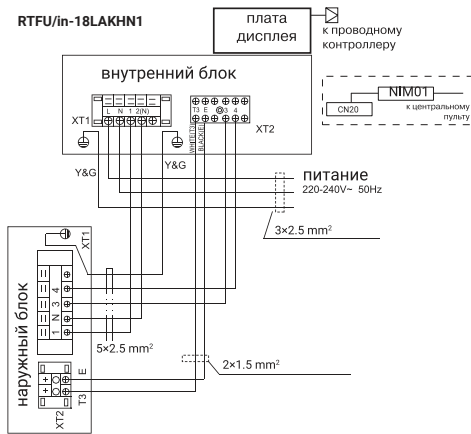 RTFU/in-18LAKHN1
плата
дисплея
к проводному
контроллеру
внутренний блок
NIM01
CN20
к центральному
пульту
L N 1 2(N)
XT1
T3 E 3 4
XT2
WHITE(T3)
BLACK(E)
Y&G
Y&G
питание
220-240V~ 50Hz
3×2.5 mm²
наружный блок
XT1
4
3
N
1
5×2.5 mm²
2×1.5 mm²
E
T3
XT2